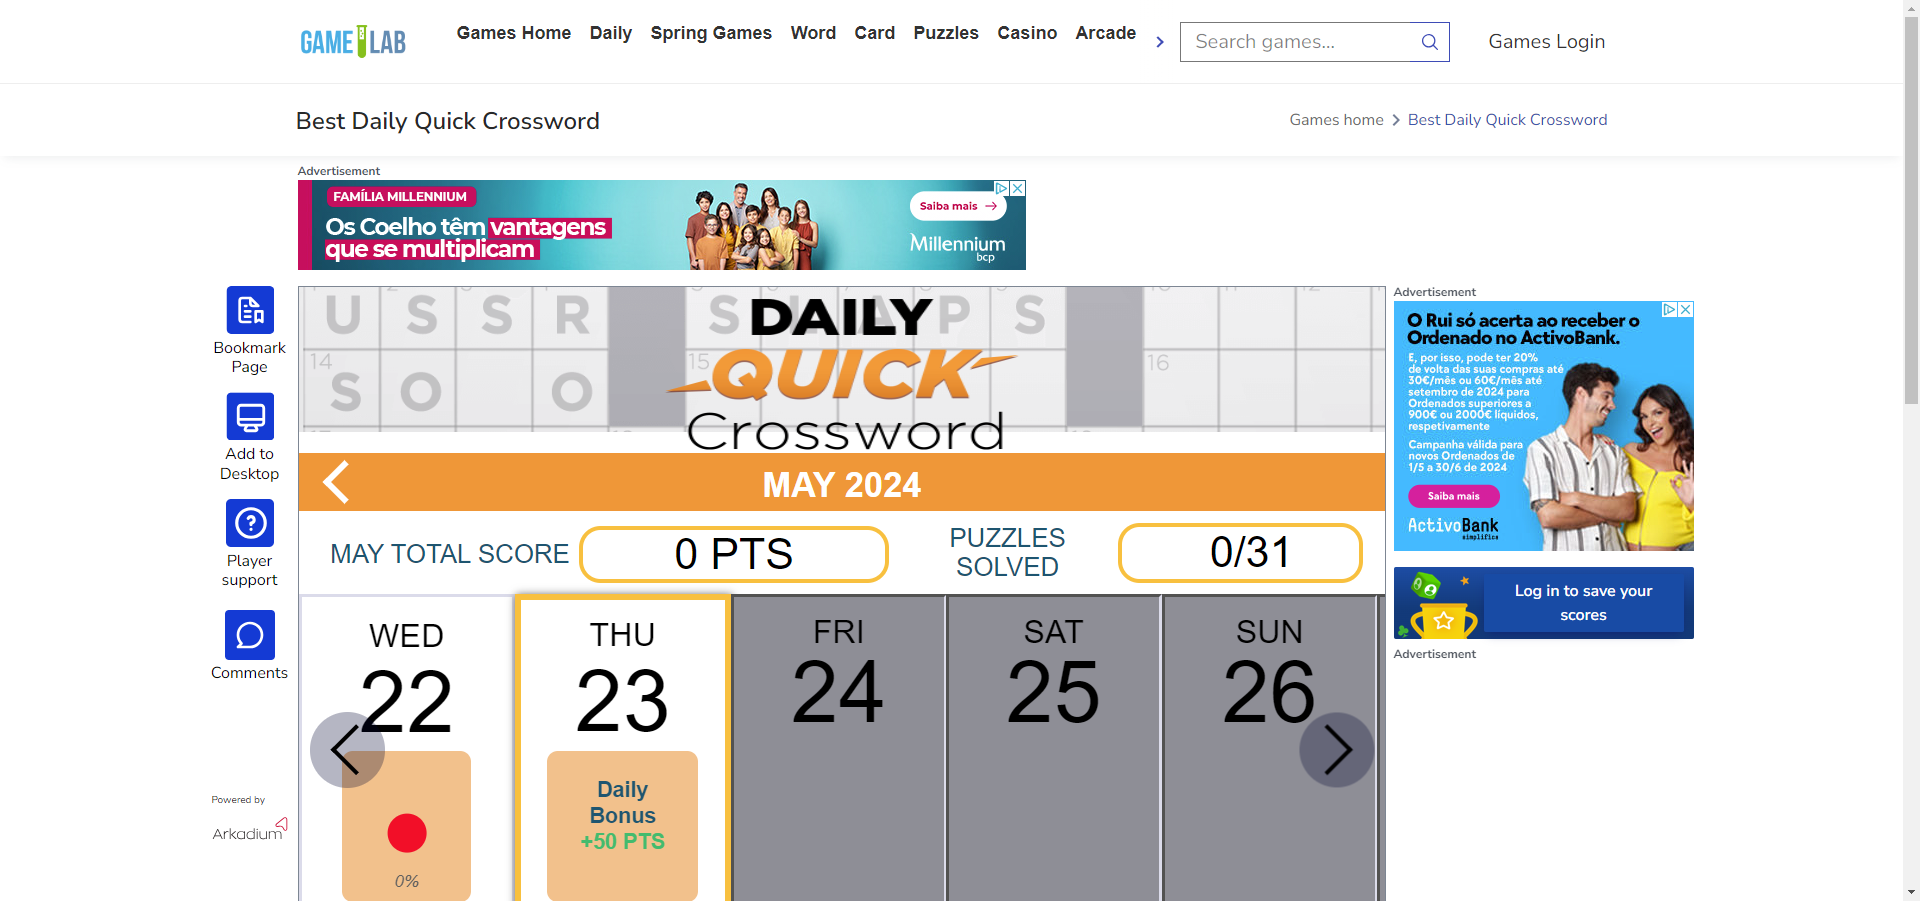 GAME LAB
Games Home Daily Spring Games Word Card Puzzles Casino Arcade
Search games...
Games Login
Best Daily Quick Crossword
Games home > Best Daily Quick Crossword
Advertisement
FAMÍLIA MILLENNIUM
Os Coelho têm vantagens
que se multiplicam
Saiba mais
Millennium
bcp
Bookmark
Page
Add to
Desktop
Player
support
Comments
Powered by
Arkadium
U S S R S P S
14 15 16
S O O
DAILY
QUICK
Crossword
MAY 2024
MAY TOTAL SCORE 0 PTS
PUZZLES
SOLVED
0/31
WED
22
0%
THU
23
Daily
Bonus
+50 PTS
FRI
24
SAT
25
SUN
26
Advertisement
O Rui só acerta ao receber o
Ordenado no ActivoBank.
E, por isso, pode ter 20%
de volta das suas compras até
30€/mês ou 60€/mês até
setembro de 2024 para
Ordenados superiores a
900€ ou 2000€ líquidos,
respetivamente
Campanha válida para
novos Ordenados de
1/5 a 30/6 de 2024
Saiba mais
ActivoBank
simplifica
Log in to save your
scores
Advertisement